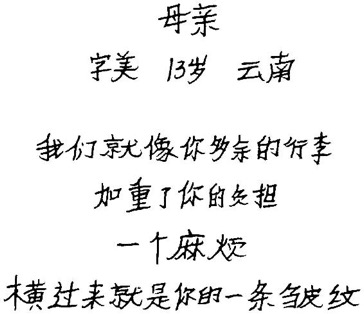 母亲
字美 13岁 云南
我们就像你多余的行李
加重了你的负担
一个麻烦
横过来就是你的一条皱纹